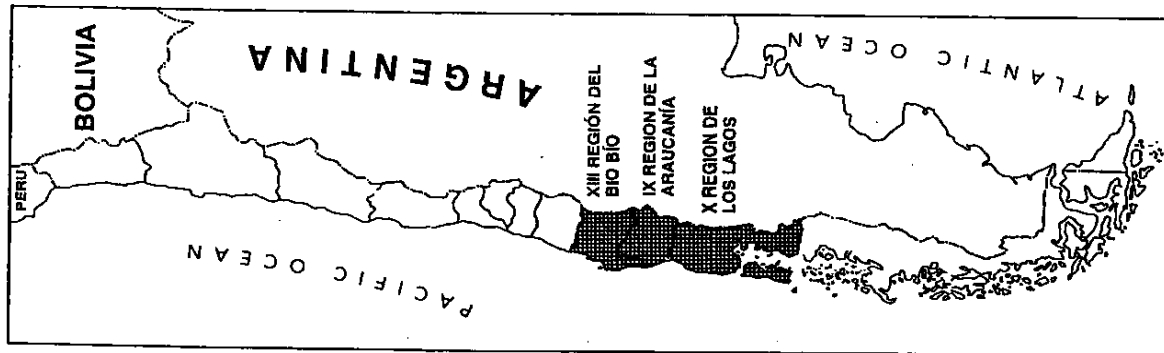 PERU
BOLIVIA
ARGENTINA
PACIFIC OCEAN
XIII REGIÓN DEL
BIO BÍO
IX REGION DE LA
ARAUCANÍA
X REGION DE
LOS LAGOS
ATLANTIC OCEAN